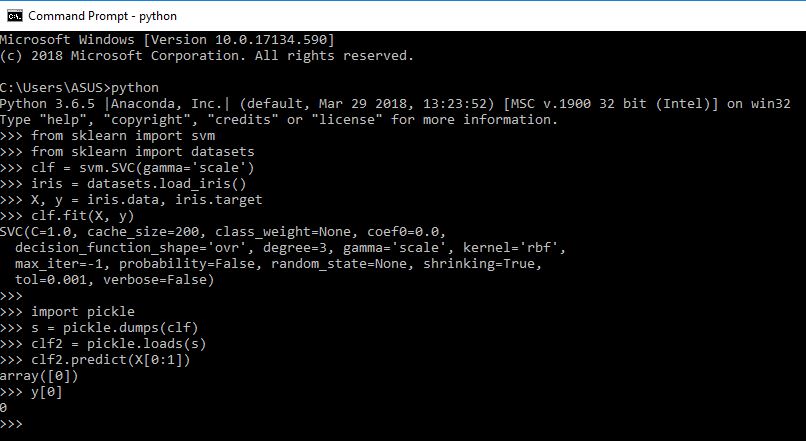 Command Prompt - python
Microsoft Windows [Version 10.0.17134.590]
(c) 2018 Microsoft Corporation. All rights reserved.
C:\Users\ASUS>python
Python 3.6.5 |Anaconda, Inc.| (default, Mar 29 2018, 13:23:52) [MSC v.1900 32 bit (Intel)] on win32
Type "help", "copyright", "credits" or "license" for more information.
>>> from sklearn import svm
>>> from sklearn import datasets
>>> clf = svm.SVC(gamma='scale')
>>> iris = datasets.load_iris()
>>> X, y = iris.data, iris.target
>>> clf.fit(X, y)
SVC(C=1.0, cache_size=200, class_weight=None, coef0=0.0,
  decision_function_shape='ovr', degree=3, gamma='scale', kernel='rbf',
  max_iter=-1, probability=False, random_state=None, shrinking=True,
  tol=0.001, verbose=False)
>>>
>>> import pickle
>>> s = pickle.dumps(clf)
>>> clf2 = pickle.loads(s)
>>> clf2.predict(X[0:1])
array([0])
>>> y[0]
0
>>>